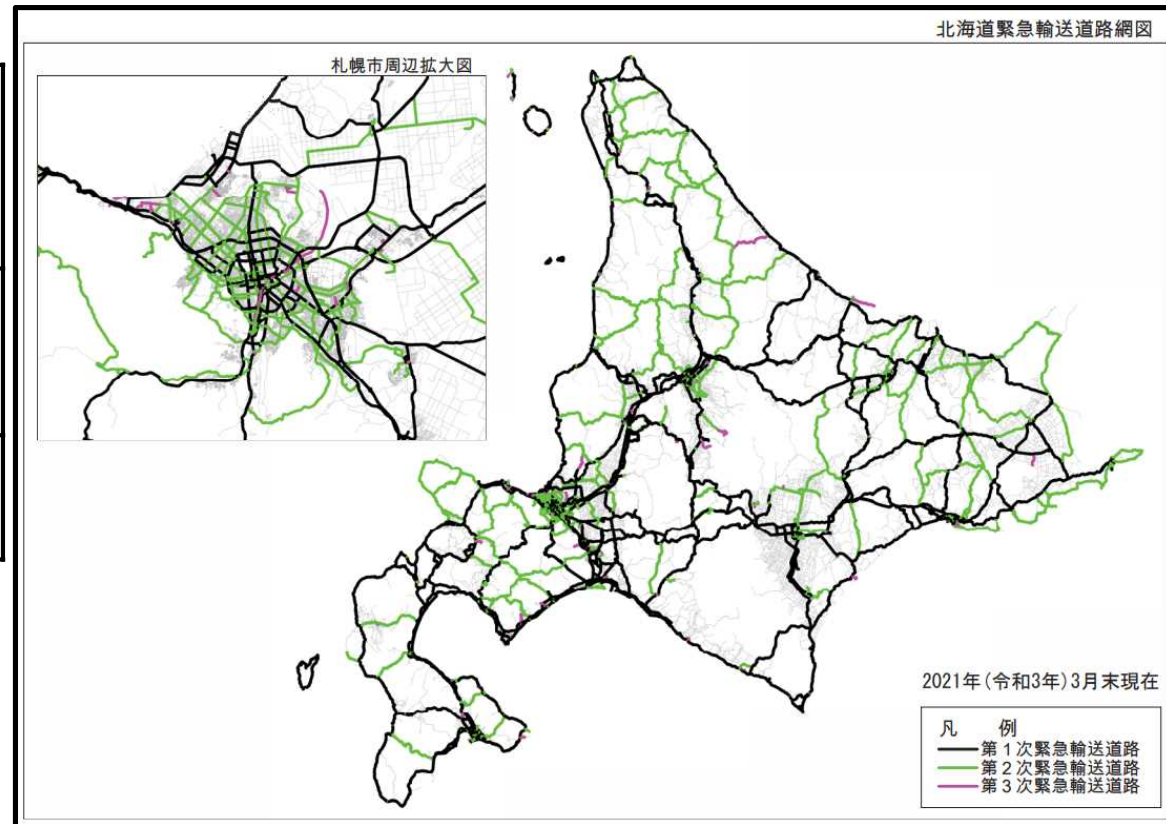 北海道緊急輸送道路網図
札幌市周辺拡大図
2021年(令和3年)3月末現在
凡 例
第1次緊急輸送道路
第2次緊急輸送道路
第3次緊急輸送道路